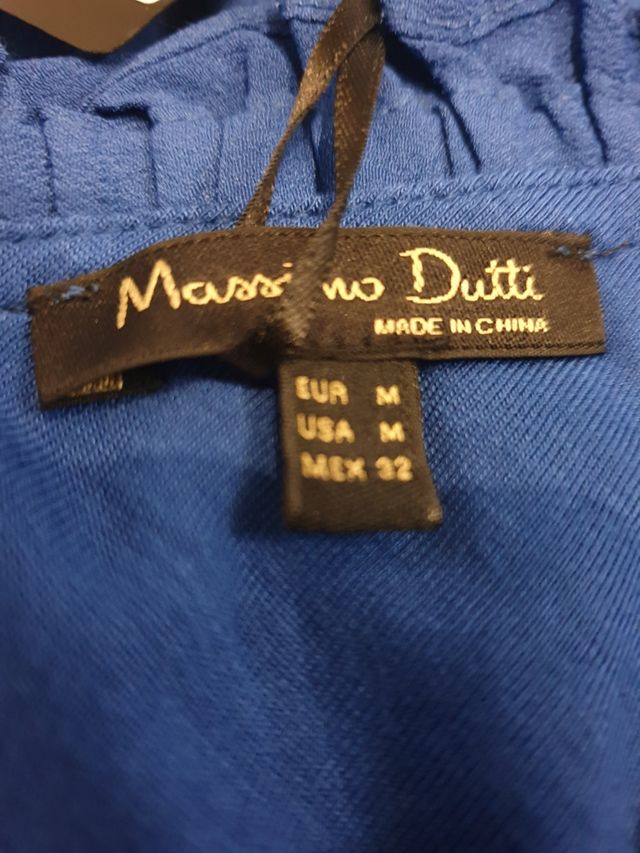 Massimo Dutti
MADE IN CHINA
EUR M
USA M
MEX 32